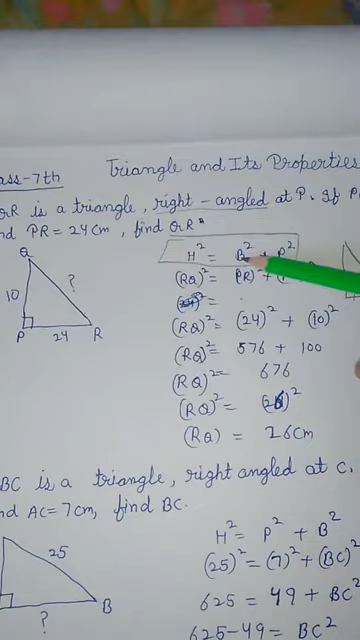 ass-7th Triangle and Its Properties
QR is a triangle, right-angled at P. If P
nd PR = 24 cm, find QR.
H² = B² + P²
Q
?
10
P 24 R
(RQ)² = (PR)² +
(RQ)² = (24)² + (10)²
(RQ)² = 576 + 100
(RQ)² = 676
(RQ)² = (26)²
(RQ) = 26 cm
BC is a triangle, right angled at C.
nd AC = 7 cm, find BC.
H² = P² + B²
25
? B
(25)² = (7)² + (BC)²
625 = 49 + BC²
625-49 = BC²